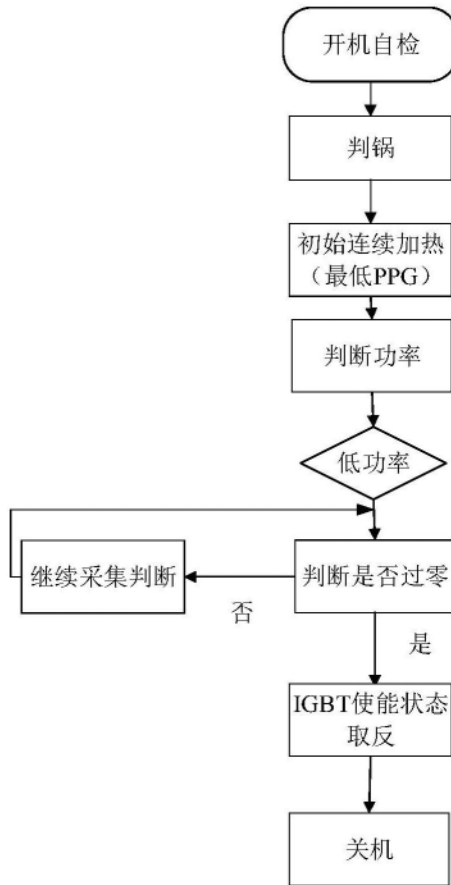 开机自检
判锅
初始连续加热
（最低PPG）
判断功率
低功率
继续采集判断
判断是否过零
否
是
IGBT使能状态
取反
关机